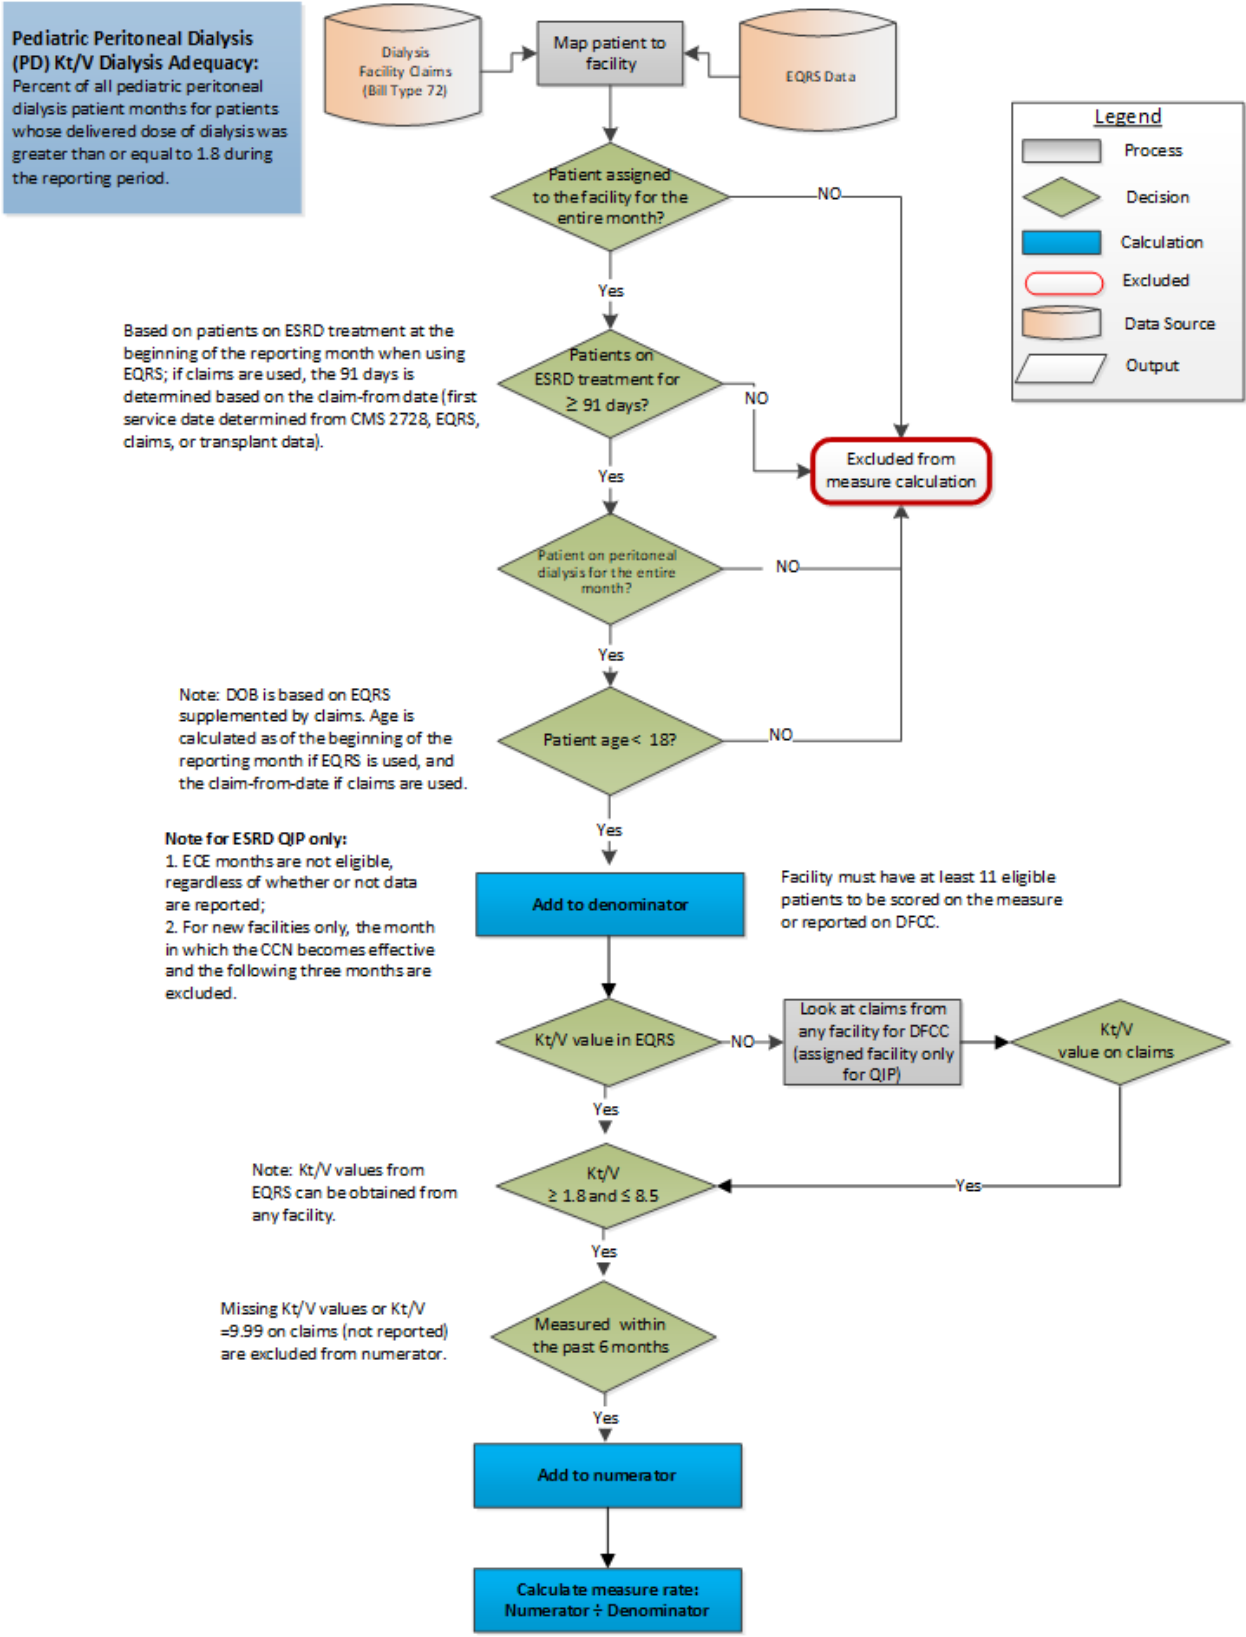 Pediatric Peritoneal Dialysis
(PD) Kt/V Dialysis Adequacy:
Percent of all pediatric peritoneal
dialysis patient months for patients
whose delivered dose of dialysis was
greater than or equal to 1.8 during
the reporting period.
Dialysis
Facility Claims
(Bill Type 72)
Map patient to
facility
EQRS Data
Legend
Process
Decision
Calculation
Excluded
Data Source
Output
Patient assigned
to the facility for the
entire month?
NO
Yes
Based on patients on ESRD treatment at the
beginning of the reporting month when using
EQRS; if claims are used, the 91 days is
determined based on the claim-from date (first
service date determined from CMS 2728, EQRS,
claims, or transplant data).
Patients on
ESRD treatment for
≥ 91 days?
NO
Excluded from
measure calculation
Yes
Patient on peritoneal
dialysis for the entire
month?
NO
Yes
Note: DOB is based on EQRS
supplemented by claims. Age is
calculated as of the beginning of the
reporting month if EQRS is used, and
the claim-from-date if claims are used.
Patient age < 18?
NO
Yes
Note for ESRD QIP only:
1. ECE months are not eligible,
regardless of whether or not data
are reported;
2. For new facilities only, the month
in which the CCN becomes effective
and the following three months are
excluded.
Add to denominator
Facility must have at least 11 eligible
patients to be scored on the measure
or reported on DFCC.
Kt/V value in EQRS
NO
Look at claims from
any facility for DFCC
(assigned facility only
for QIP)
Kt/V
value on claims
Yes
Note: Kt/V values from
EQRS can be obtained from
any facility.
Kt/V
≥ 1.8 and ≤ 8.5
Yes
Yes
Missing Kt/V values or Kt/V
=9.99 on claims (not reported)
are excluded from numerator.
Measured within
the past 6 months
Yes
Add to numerator
Calculate measure rate:
Numerator ÷ Denominator